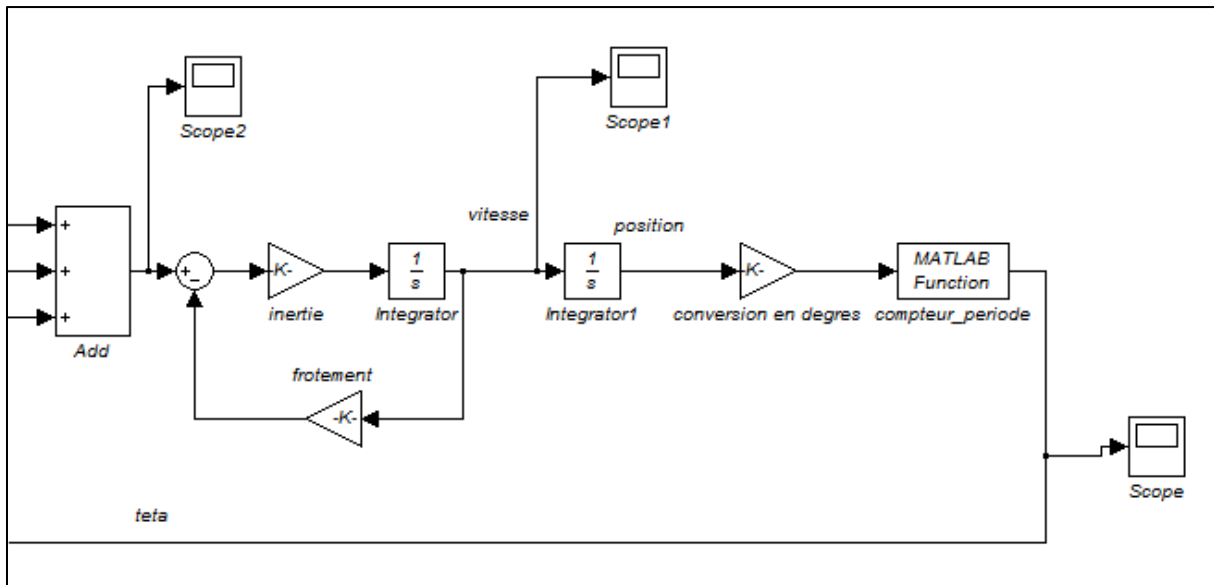 Scope2
Scope1
vitesse
position
+
+
+
+
−
K-
1
s
1
s
K-
MATLAB
Function
inertie
Integrator
Integrator1
conversion en degres
compteur_periode
Add
frotement
-K-
Scope
teta